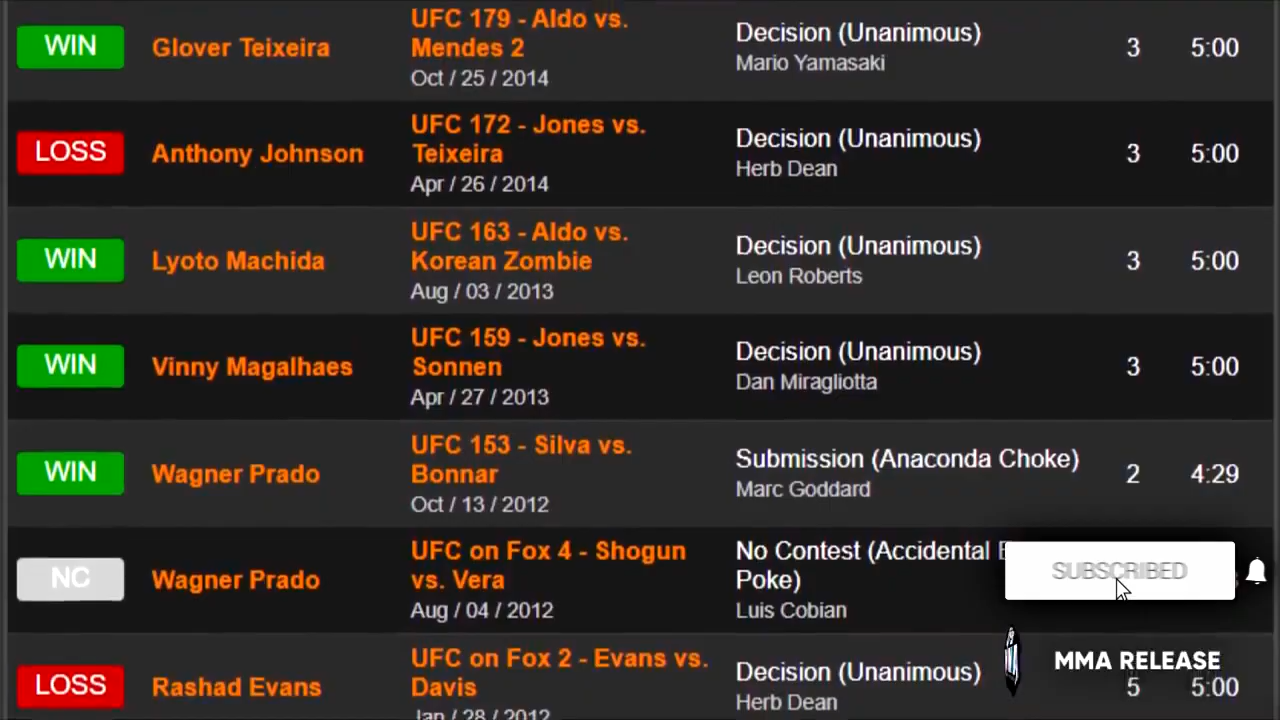 WIN
Glover Teixeira
UFC 179 - Aldo vs.
Mendes 2
Oct / 25 / 2014
Decision (Unanimous)
Mario Yamasaki
3
5:00
LOSS
Anthony Johnson
UFC 172 - Jones vs.
Teixeira
Apr / 26 / 2014
Decision (Unanimous)
Herb Dean
3
5:00
WIN
Lyoto Machida
UFC 163 - Aldo vs.
Korean Zombie
Aug / 03 / 2013
Decision (Unanimous)
Leon Roberts
3
5:00
WIN
Vinny Magalhaes
UFC 159 - Jones vs.
Sonnen
Apr / 27 / 2013
Decision (Unanimous)
Dan Miragliotta
3
5:00
WIN
Wagner Prado
UFC 153 - Silva vs.
Bonnar
Oct / 13 / 2012
Submission (Anaconda Choke)
Marc Goddard
2
4:29
NC
Wagner Prado
UFC on Fox 4 - Shogun
vs. Vera
Aug / 04 / 2012
No Contest (Accidental
Poke)
Luis Cobian
SUBSCRIBED
LOSS
Rashad Evans
UFC on Fox 2 - Evans vs.
Davis
Jan / 28 / 2012
Decision (Unanimous)
Herb Dean
5
5:00
MMA RELEASE